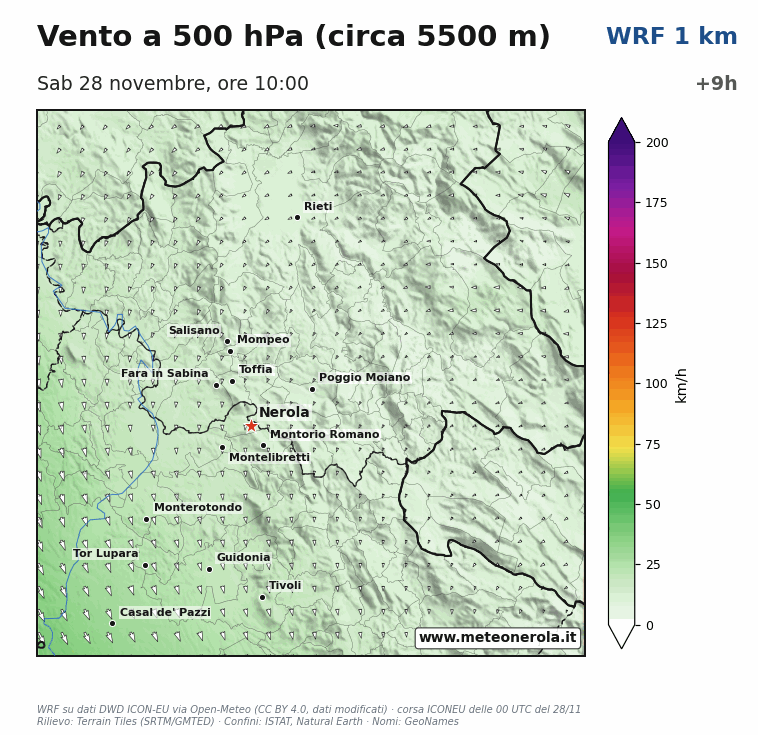 Vento a 500 hPa (circa 5500 m)
WRF 1 km
Sab 28 novembre, ore 10:00
+9h
Rieti
Salisano
Mompeo
Toffia
Fara in Sabina
Poggio Moiano
Nerola
Montorio Romano
Montelibretti
Monterotondo
Tor Lupara
Guidonia
Tivoli
Casal de' Pazzi
www.meteonerola.it
200
175
150
125
100
75
50
25
0
km/h
WRF su dati DWD ICON-EU via Open-Meteo (CC BY 4.0, dati modificati) · corsa ICONEU delle 00 UTC del 28/11
Rilievo: Terrain Tiles (SRTM/GMTED) · Confini: ISTAT, Natural Earth · Nomi: GeoNames